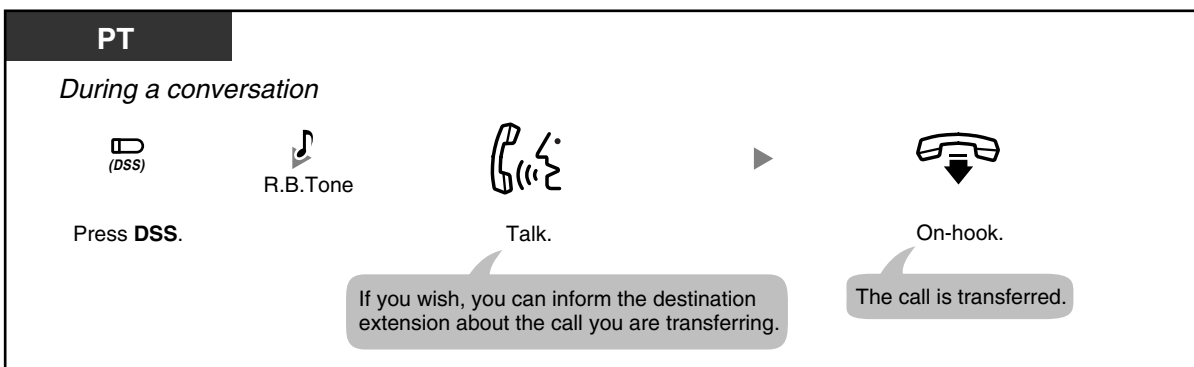 PT
During a conversation
(DSS)
R.B.Tone
Press DSS.
Talk.
On-hook.
If you wish, you can inform the destination
extension about the call you are transferring.
The call is transferred.